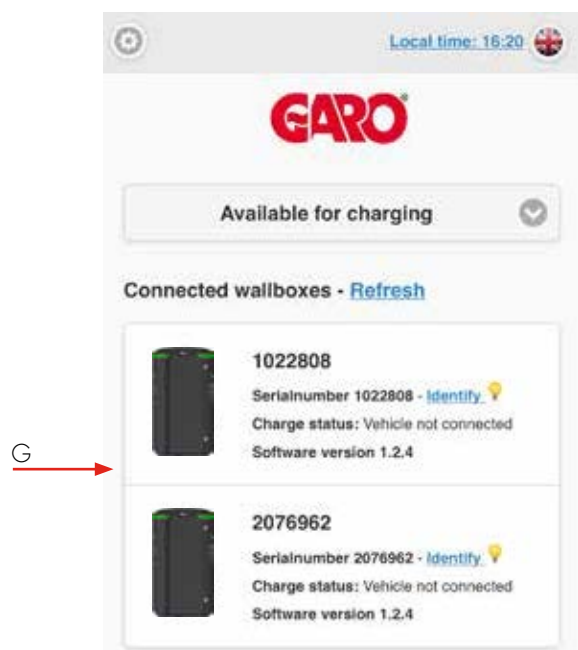 Local time: 16:20
GARO
Available for charging
Connected wallboxes - Refresh
1022808
Serialnumber 1022808 - Identify
Charge status: Vehicle not connected
Software version 1.2.4
G
2076962
Serialnumber 2076962 - Identify
Charge status: Vehicle not connected
Software version 1.2.4